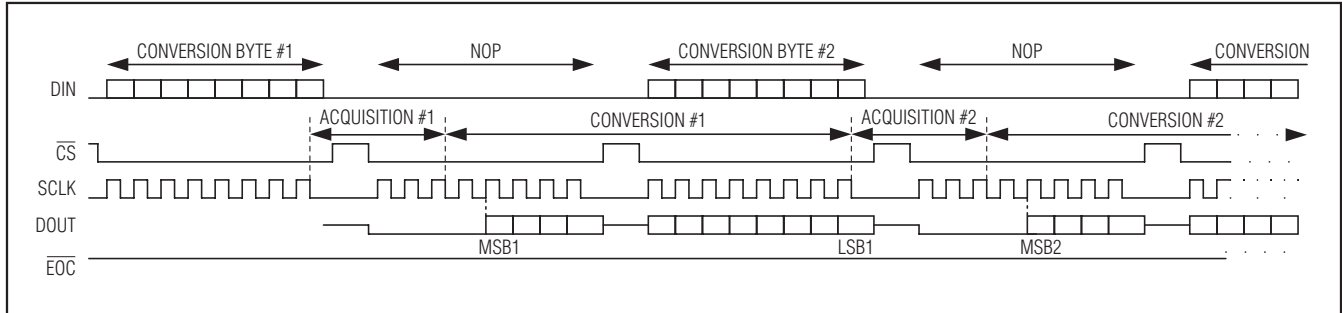 CONVERSION BYTE #1 NOP CONVERSION BYTE #2 NOP CONVERSION
DIN
ACQUISITION #1 CONVERSION #1 ACQUISITION #2 CONVERSION #2
CS
SCLK
DOUT
MSB1 LSB1 MSB2
EOC